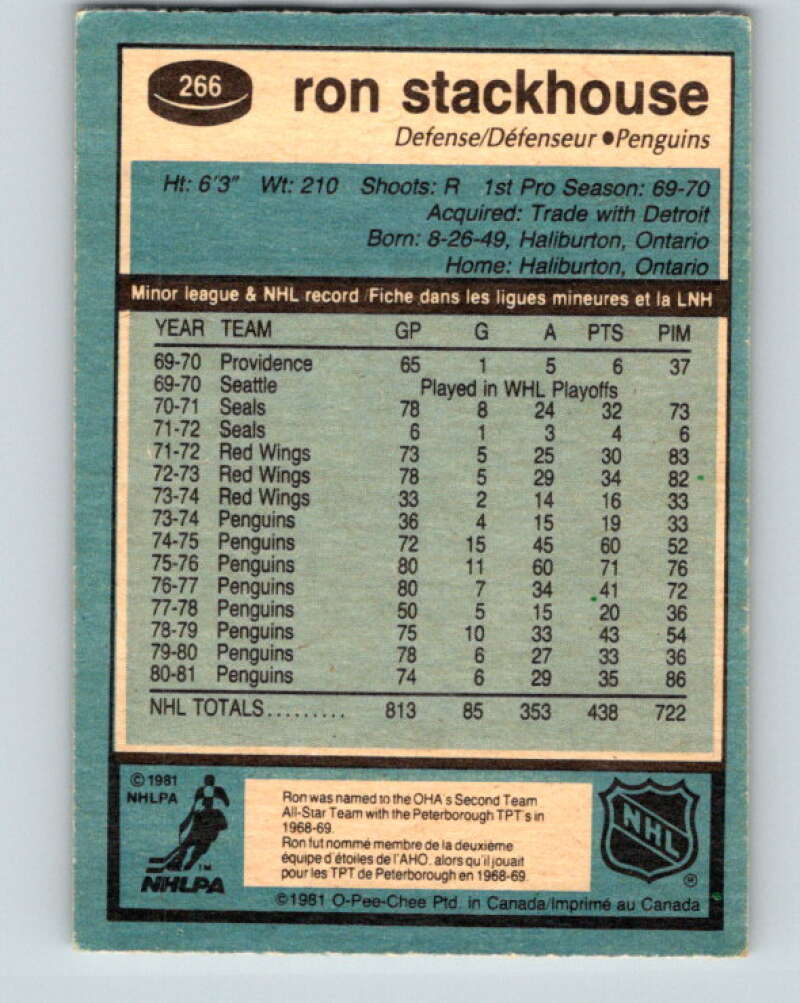 266
ron stackhouse
Defense/Défenseur ● Penguins
Ht: 6'3" Wt: 210 Shoots: R 1st Pro Season: 69-70
Acquired: Trade with Detroit
Born: 8-26-49, Haliburton, Ontario
Home: Haliburton, Ontario
Minor league & NHL record /Fiche dans les ligues mineures et la LNH
YEAR TEAM GP G A PTS PIM
69-70 Providence 65 1 5 6 37
69-70 Seattle Played in WHL Playoffs
70-71 Seals 78 8 24 32 73
71-72 Seals 6 1 3 4 6
71-72 Red Wings 73 5 25 30 83
72-73 Red Wings 78 5 29 34 82
73-74 Red Wings 33 2 14 16 33
73-74 Penguins 36 4 15 19 33
74-75 Penguins 72 15 45 60 52
75-76 Penguins 80 11 60 71 76
76-77 Penguins 80 7 34 41 72
77-78 Penguins 50 5 15 20 36
78-79 Penguins 75 10 33 43 54
79-80 Penguins 78 6 27 33 36
80-81 Penguins 74 6 29 35 86
NHL TOTALS......... 813 85 353 438 722
© 1981
NHLPA
TM
NHLPA
Ron was named to the OHA's Second Team
All-Star Team with the Peterborough TPT's in
1968-69.
Ron fut nommé membre de la deuxième
équipe d'étoiles de l'AHO, alors qu'il jouait
pour les TPT de Peterborough en 1968-69.
NHL
®
©1981 O-Pee-Chee Ptd. in Canada/Imprimé au Canada